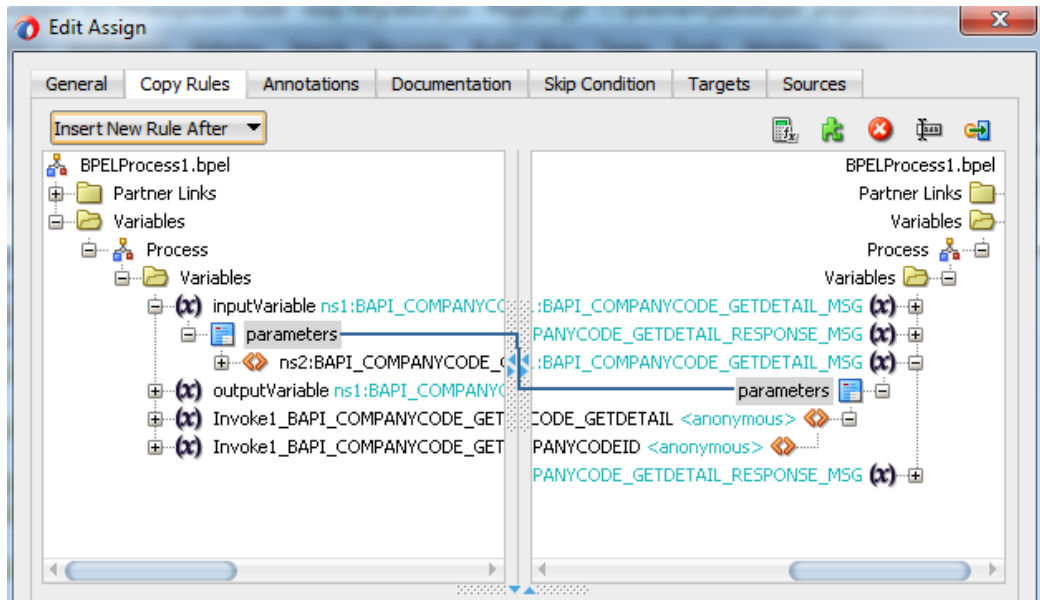 Edit Assign
General Copy Rules Annotations Documentation Skip Condition Targets Sources
Insert New Rule After
BPELProcess1.bpel
Partner Links
Variables
Process
Variables
inputVariable ns1:BAPI_COMPANYCO
parameters
ns2:BAPI_COMPANYCODE_G
outputVariable ns1:BAPI_COMPANYC
Invoke1_BAPI_COMPANYCODE_GET
Invoke1_BAPI_COMPANYCODE_GET
BPELProcess1.bpel
Partner Links
Variables
Process
Variables
.:BAPI_COMPANYCODE_GETDETAIL_MSG
PANYCODE_GETDETAIL_RESPONSE_MSG
.:BAPI_COMPANYCODE_GETDETAIL_MSG
parameters
CODE_GETDETAIL <anonymous>
PANYCODEID <anonymous>
PANYCODE_GETDETAIL_RESPONSE_MSG